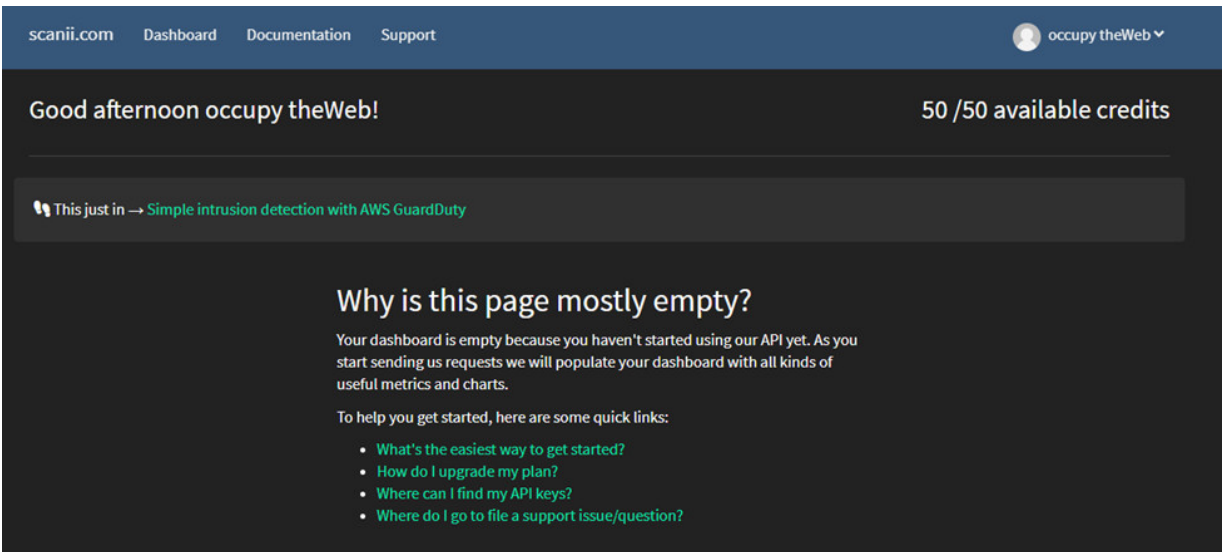 scanii.com Dashboard Documentation Support occupy theWeb
Good afternoon occupy theWeb! 50 /50 available credits
This just in → Simple intrusion detection with AWS GuardDuty
Why is this page mostly empty?
Your dashboard is empty because you haven't started using our API yet. As you
start sending us requests we will populate your dashboard with all kinds of
useful metrics and charts.
To help you get started, here are some quick links:
• What's the easiest way to get started?
• How do I upgrade my plan?
• Where can I find my API keys?
• Where do I go to file a support issue/question?